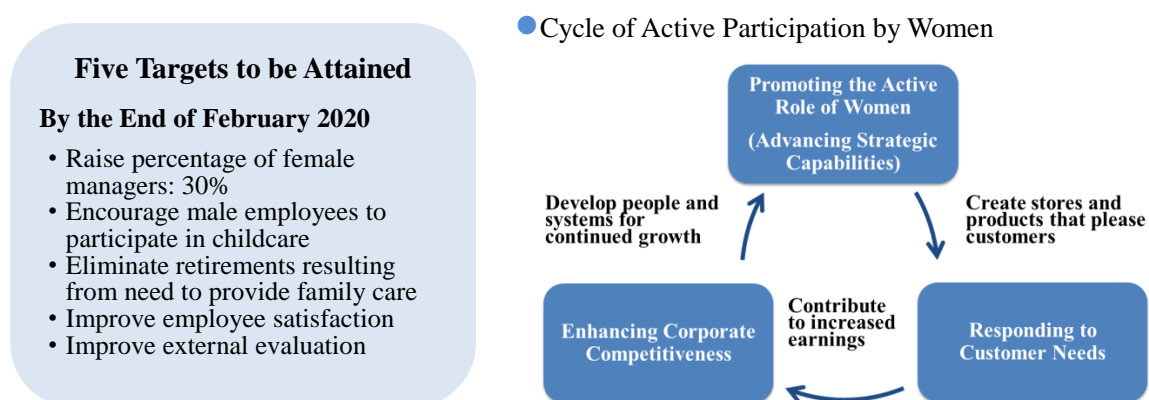 Five Targets to be Attained
By the End of February 2020
• Raise percentage of female
managers: 30%
• Encourage male employees to
participate in childcare
• Eliminate retirements resulting
from need to provide family care
• Improve employee satisfaction
• Improve external evaluation
●Cycle of Active Participation by Women
Promoting the Active
Role of Women
(Advancing Strategic
Capabilities)
Develop people and
systems for
continued growth
Create stores and
products that please
customers
Enhancing Corporate
Competitiveness
Contribute
to increased
earnings
Responding to
Customer Needs